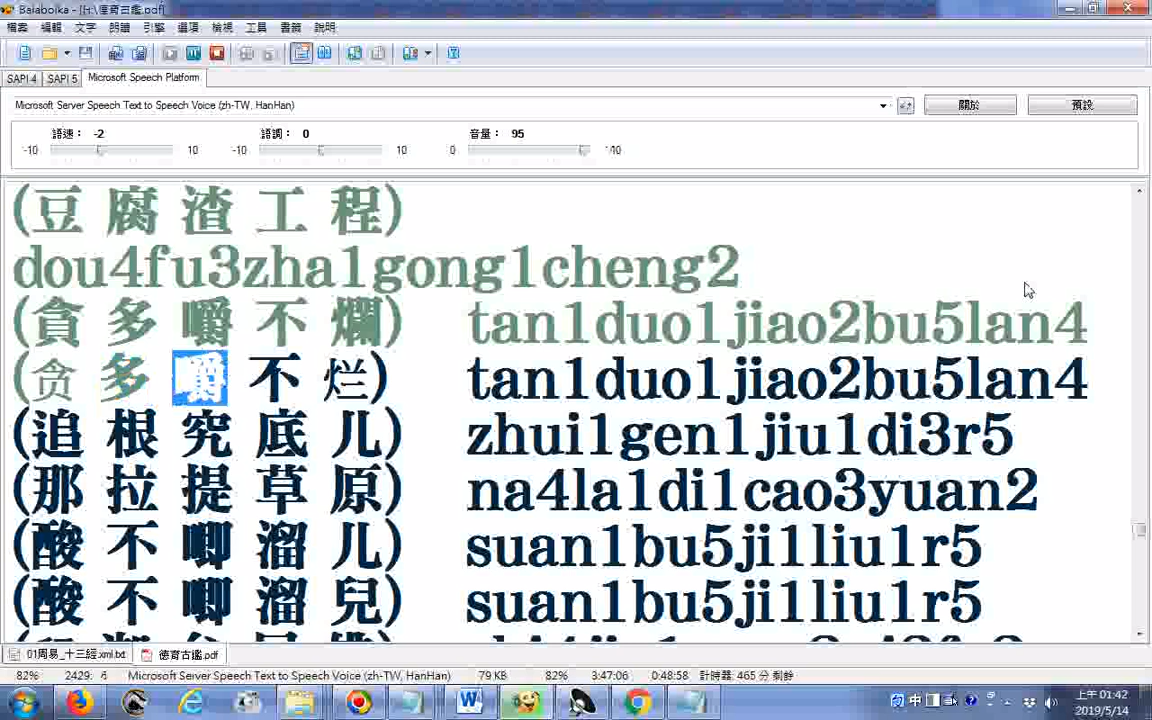 Balabolka - [H:\德育古鑑.pdf]
檔案 編輯 文字 朗讀 引擎 選項 檢視 工具 書籤 說明
SAPI 4 SAPI 5 Microsoft Speech Platform
Microsoft Server Speech Text to Speech Voice (zh-TW, HanHan) 關於 預設
語速： -2 語調： 0 音量： 95
-10 10 -10 10 0 100
(豆腐渣工程)
dou4fu3zha1gong1cheng2
(貪多嚼不爛) tan1duo1jiao2bu5lan4
(贪多嚼不烂) tan1duo1jiao2bu5lan4
(追根究底儿) zhui1gen1jiu1di3r5
(那拉提草原) na4la1di1cao3yuan2
(酸不唧溜儿) suan1bu5ji1liu1r5
(酸不唧溜兒) suan1bu5ji1liu1r5
01周易_十三經.xml.txt 德育古鑑.pdf
82% 2429: 6 Microsoft Server Speech Text to Speech Voice (zh-TW, HanHan) 79 KB 82% 3:47:06 0:48:58 計時器: 465 分 剩餘
中 上午 01:42
2019/5/14